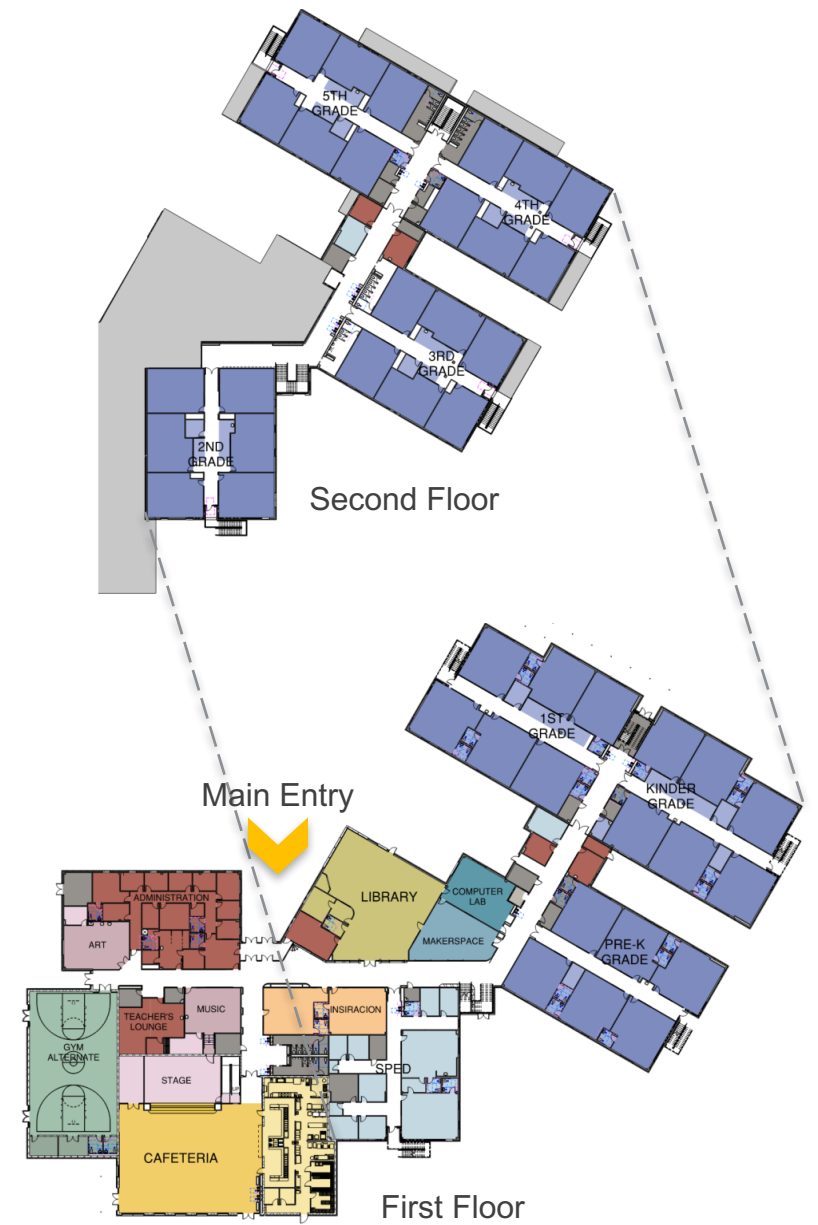 5TH
GRADE
4TH
GRADE
3RD
GRADE
2ND
GRADE
Second Floor
1ST
GRADE
KINDER
GRADE
Main Entry
ADMINISTRATION
ART
LIBRARY
COMPUTER
LAB
MAKERSPACE
PRE-K
GRADE
GYM
ALTERNATE
TEACHER'S
LOUNGE
MUSIC
INSIRACION
STAGE
SPED
CAFETERIA
First Floor